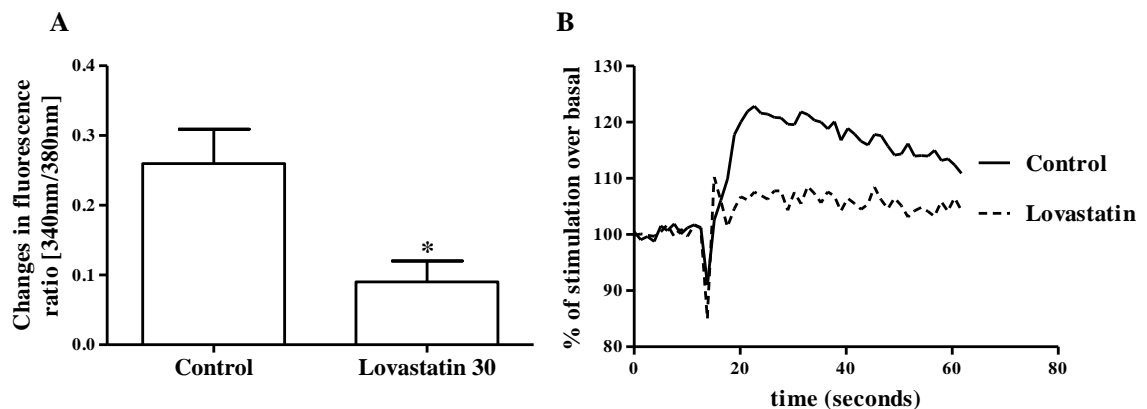 A
Changes in fluorescence
ratio [340nm/380nm]
0.4
0.3
0.2
0.1
0.0
*
Control
Lovastatin 30
B
% of stimulation over basal
130
120
110
100
90
80
0
20
40
60
80
time (seconds)
Control
Lovastatin